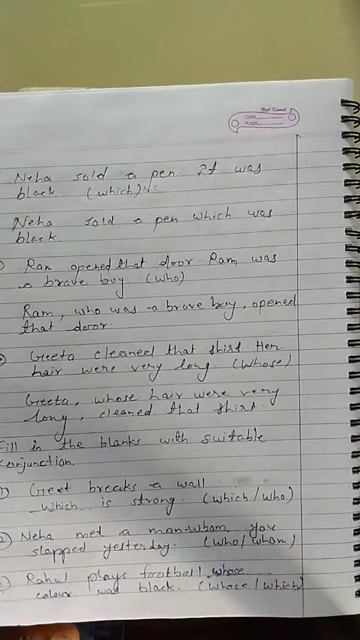 Neha sold a pen It was
black (which)
Neha sold a pen which was
black.
Ram opened that door Ram was
a brave boy (who)
Ram, who was a brave boy, opened
that door.
Geeta cleaned that shirt. Her
hair were very long (whose)
Geeta, whose hair were very
long, cleaned that shirt
Fill in the blanks with suitable
conjunction.
Geet breaks a wall
which is strong. (which/who)
2) Neha met a man whom, you
slapped yesterday. (who/whom)
Rahul plays football whose
colour was black. (whose/which)